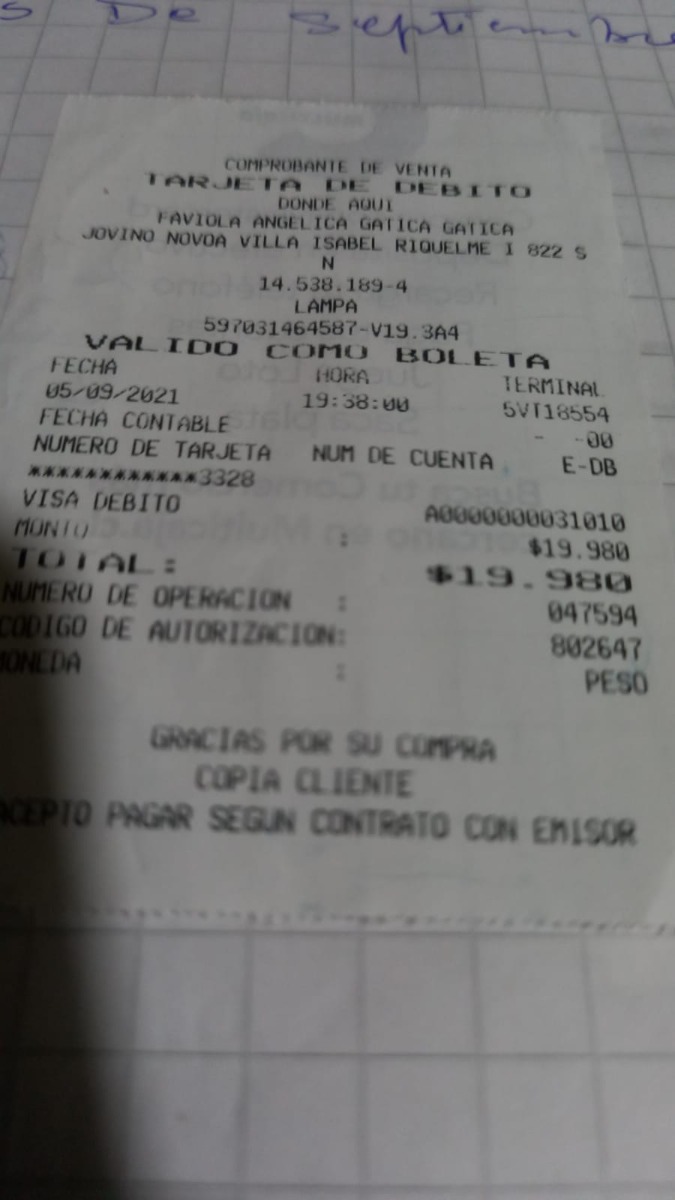 De Septiembre
COMPROBANTE DE VENTA
TARJETA DE DEBITO
DONDE AQUI
FAVIOLA ANGELICA GATICA GATICA
JOVINO NOVOA VILLA ISABEL RIQUELME I 822 S
N
14.538.189-4
LAMPA
597031464587-V19.3A4
VALIDO COMO BOLETA
FECHA HORA TERMINAL
05/09/2021 19:38:00 5VT18554
FECHA CONTABLE - -00
NUMERO DE TARJETA NUM DE CUENTA E-DB
************3328
VISA DEBITO A0000000031010
MONTO : $19.980
TOTAL: $19.980
NUMERO DE OPERACION : 047594
CODIGO DE AUTORIZACION: 802647
MONEDA : PESO
GRACIAS POR SU COMPRA
COPIA CLIENTE
ACEPTO PAGAR SEGUN CONTRATO CON EMISOR